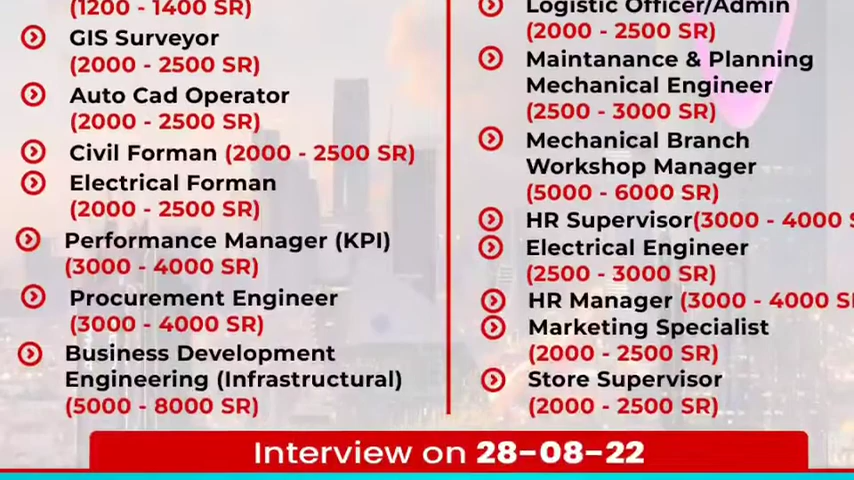 (1200 - 1400 SR)
GIS Surveyor
(2000 - 2500 SR)
Auto Cad Operator
(2000 - 2500 SR)
Civil Forman (2000 - 2500 SR)
Electrical Forman
(2000 - 2500 SR)
Performance Manager (KPI)
(3000 - 4000 SR)
Procurement Engineer
(3000 - 4000 SR)
Business Development
Engineering (Infrastructural)
(5000 - 8000 SR)
Logistic Officer/Admin
(2000 - 2500 SR)
Maintanance & Planning
Mechanical Engineer
(2500 - 3000 SR)
Mechanical Branch
Workshop Manager
(5000 - 6000 SR)
HR Supervisor(3000 - 4000 S
Electrical Engineer
(2500 - 3000 SR)
HR Manager (3000 - 4000 SR
Marketing Specialist
(2000 - 2500 SR)
Store Supervisor
(2000 - 2500 SR)
Interview on 28-08-22